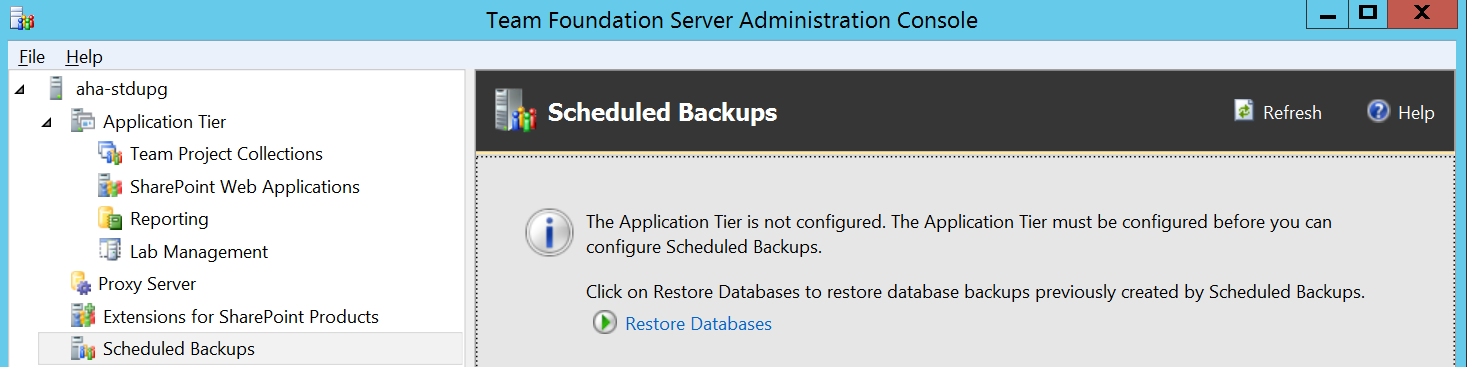 Team Foundation Server Administration Console
File Help
aha-stdupg
Application Tier
Team Project Collections
SharePoint Web Applications
Reporting
Lab Management
Proxy Server
Extensions for SharePoint Products
Scheduled Backups
Scheduled Backups
Refresh Help
The Application Tier is not configured. The Application Tier must be configured before you can
configure Scheduled Backups.
Click on Restore Databases to restore database backups previously created by Scheduled Backups.
Restore Databases